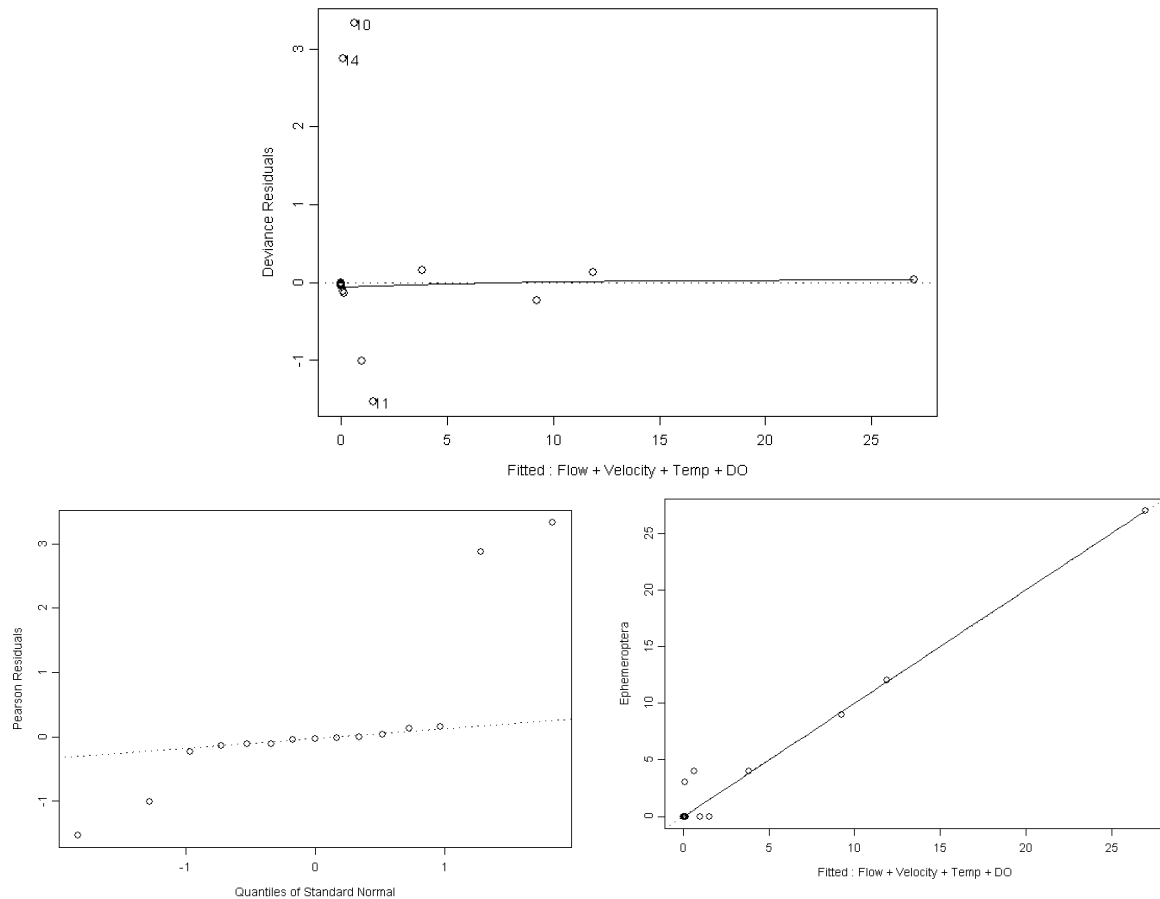 10
14
11
3
2
1
0
-1
Deviance Residuals
0 5 10 15 20 25
Fitted : Flow + Velocity + Temp + DO
3
2
1
0
-1
Pearson Residuals
-1 0 1
Quantiles of Standard Normal
25
20
15
10
5
0
Ephemeroptera
0 5 10 15 20 25
Fitted : Flow + Velocity + Temp + DO